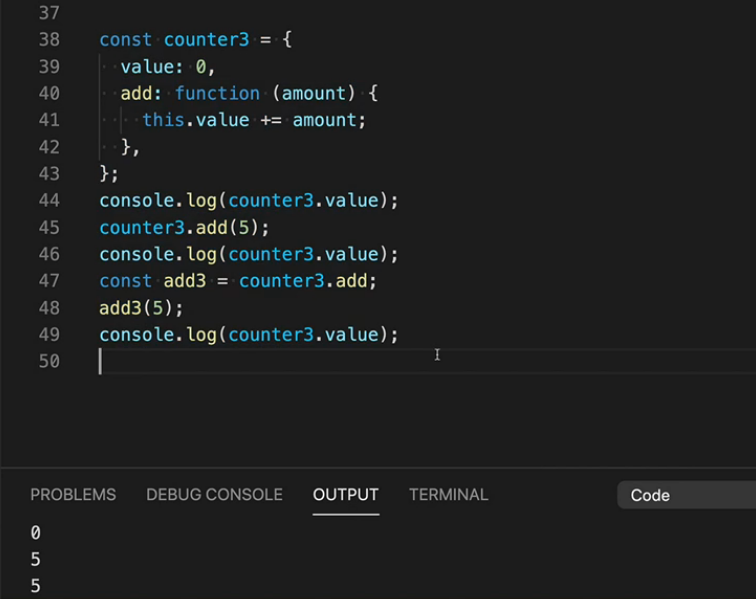 37
38 const counter3 = {
39   value: 0,
40   add: function (amount) {
41     this.value += amount;
42   },
43 };
44 console.log(counter3.value);
45 counter3.add(5);
46 console.log(counter3.value);
47 const add3 = counter3.add;
48 add3(5);
49 console.log(counter3.value);
50
PROBLEMS DEBUG CONSOLE OUTPUT TERMINAL Code
0
5
5